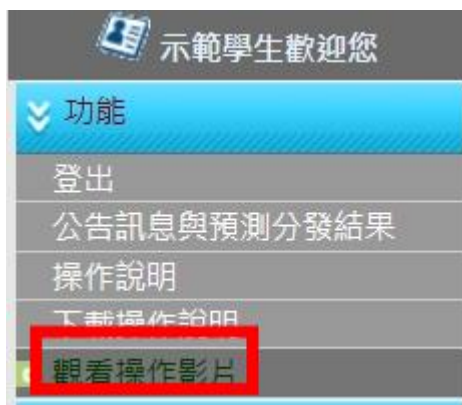 示範學生歡迎您
功能
登出
公告訊息與預測分發結果
操作說明
下載操作說明
觀看操作影片